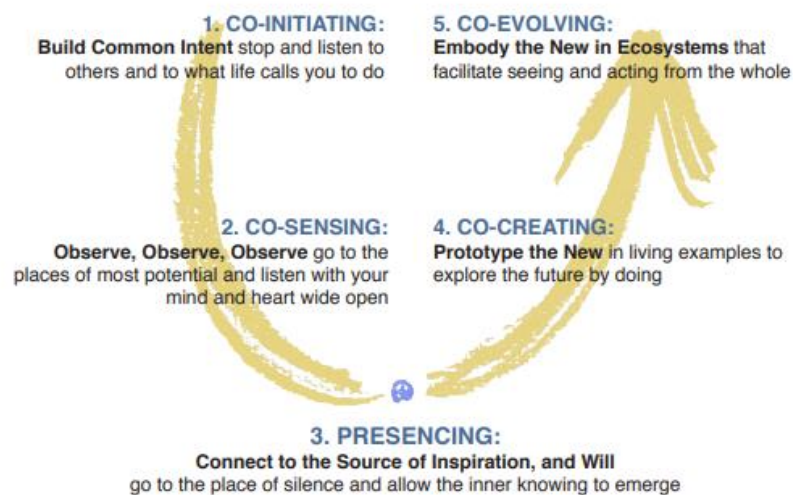 1. CO-INITIATING:
Build Common Intent stop and listen to
others and to what life calls you to do
2. CO-SENSING:
Observe, Observe, Observe go to the
places of most potential and listen with your
mind and heart wide open
3. PRESENCING:
Connect to the Source of Inspiration, and Will
go to the place of silence and allow the inner knowing to emerge
4. CO-CREATING:
Prototype the New in living examples to
explore the future by doing
5. CO-EVOLVING:
Embody the New in Ecosystems that
facilitate seeing and acting from the whole